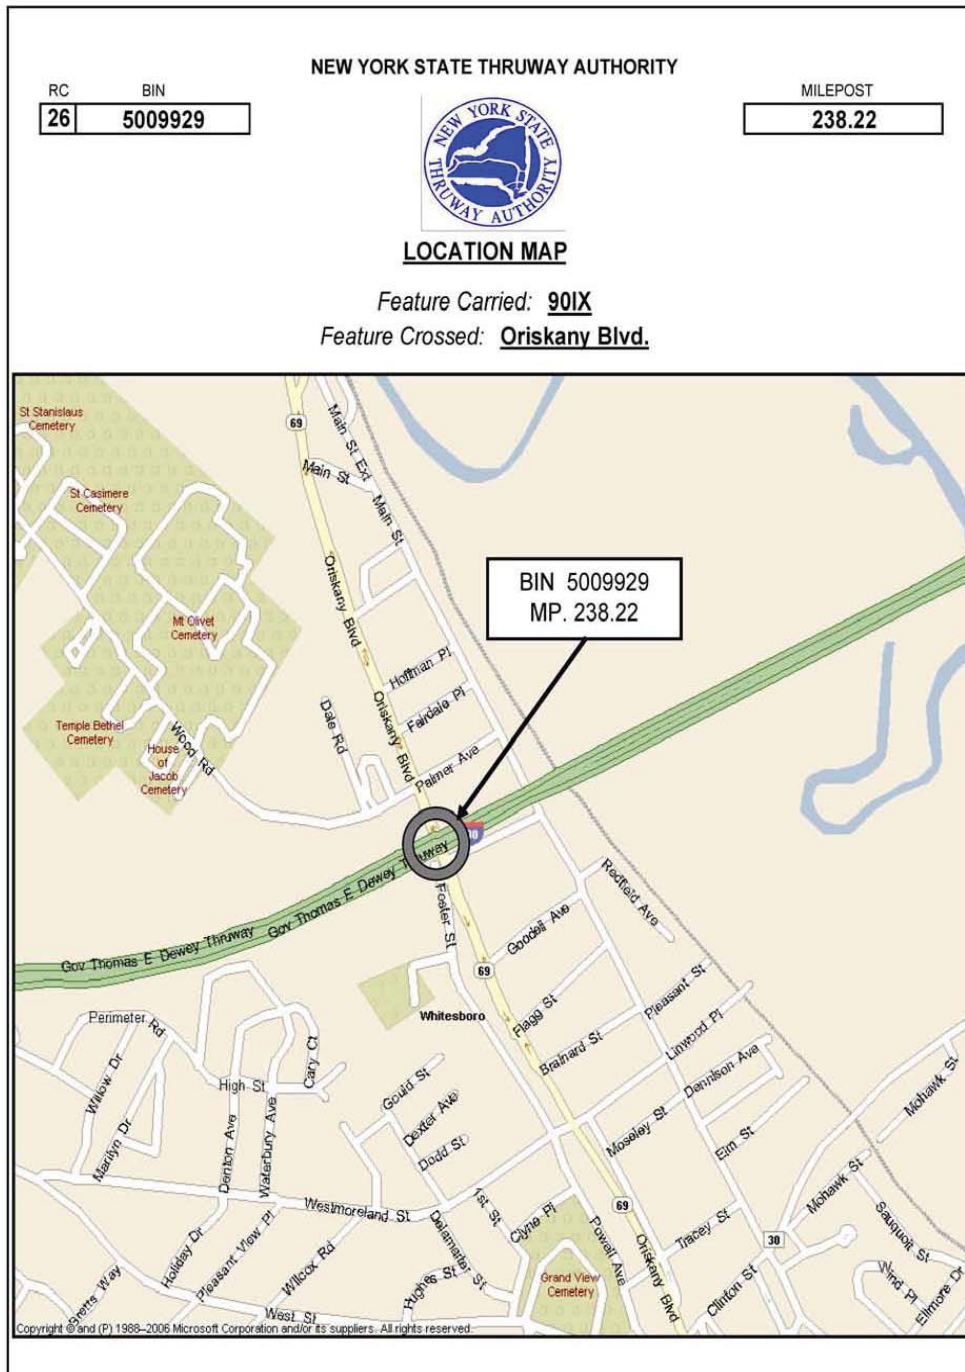 NEW YORK STATE THRUWAY AUTHORITY
RC BIN MILEPOST
26 5009929 238.22
NEW YORK STATE
THRUWAY AUTHORITY
LOCATION MAP
Feature Carried: 90IX
Feature Crossed: Oriskany Blvd.
St Stanislaus
Cemetery
69
Main St Ext
Main St
Main St
St Casimere
Cemetery
Oriskany Blvd
BIN 5009929
MP. 238.22
Mt Olivet
Cemetery
Hoffman Pl
Oriskany Blvd
Fairdale Pl
Dale Rd
Temple Bethel
Cemetery
House
of
Jacob
Cemetery
Wood Rd
Palmer Ave
Gov Thomas E Dewey Thruway
Gov Thomas E Dewey Thruway
Foster St
Redfield Ave
Goodell Ave
69
Whitesboro
Flagg St
Pleasant St
Linwood Pl
Brainard St
Perimeter Rd
Willow Dr
High St
Cary Ct
Gould St
Dexter Ave
Dennison Ave
Moseley St
Mohawk St
Marilyn Dr
Denton Ave
Waterbury Ave
Dodd St
Elm St
Westmoreland St
1st St
Clyne Pl
Mohawk St
69
Tracey St
30
Sauquoit St
Holiday Dr
Pleasant View Pl
Wilcox Rd
Delamarter St
Powell Ave
Oriskany Blvd
Bretts Way
Hughes St
Grand View
Cemetery
Clinton St
Wind Pl
Ellmore Dr
West St
Copyright © and (P) 1988–2006 Microsoft Corporation and/or its suppliers. All rights reserved.